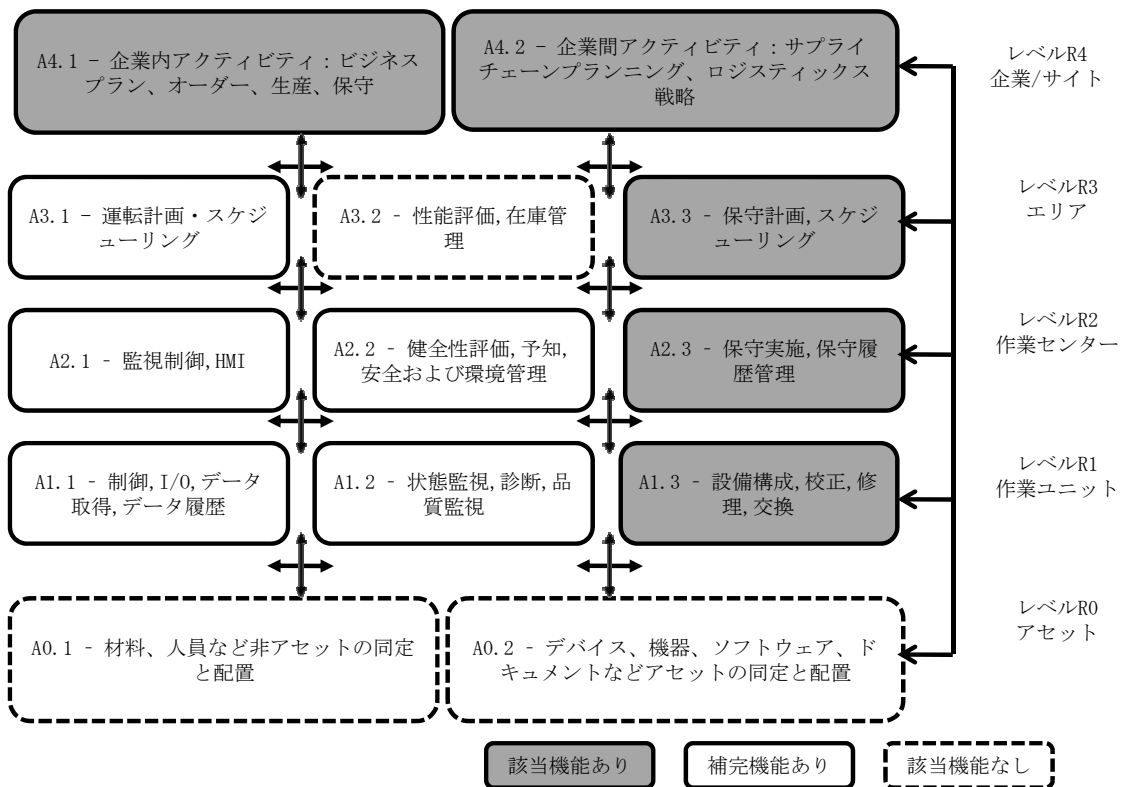 A4.1 - 企業内アクティビティ：ビジネス
プラン、オーダー、生産、保守
A4.2 - 企業間アクティビティ：サプライ
チェーンプランニング、ロジスティックス
戦略
レベルR4
企業/サイト
A3.1 - 運転計画・スケジ
ューリング
A3.2 - 性能評価,在庫管
理
A3.3 - 保守計画,スケジ
ューリング
レベルR3
エリア
A2.1 - 監視制御,HMI
A2.2 - 健全性評価,予知,
安全および環境管理
A2.3 - 保守実施,保守履
歴管理
レベルR2
作業センター
A1.1 - 制御,I/O,データ
取得,データ履歴
A1.2 - 状態監視,診断,品
質監視
A1.3 - 設備構成,校正,修
理,交換
レベルR1
作業ユニット
A0.1 - 材料、人員など非アセットの同定
と配置
A0.2 - デバイス、機器、ソフトウェア、ド
キュメントなどアセットの同定と配置
レベルR0
アセット
該当機能あり
補完機能あり
該当機能なし